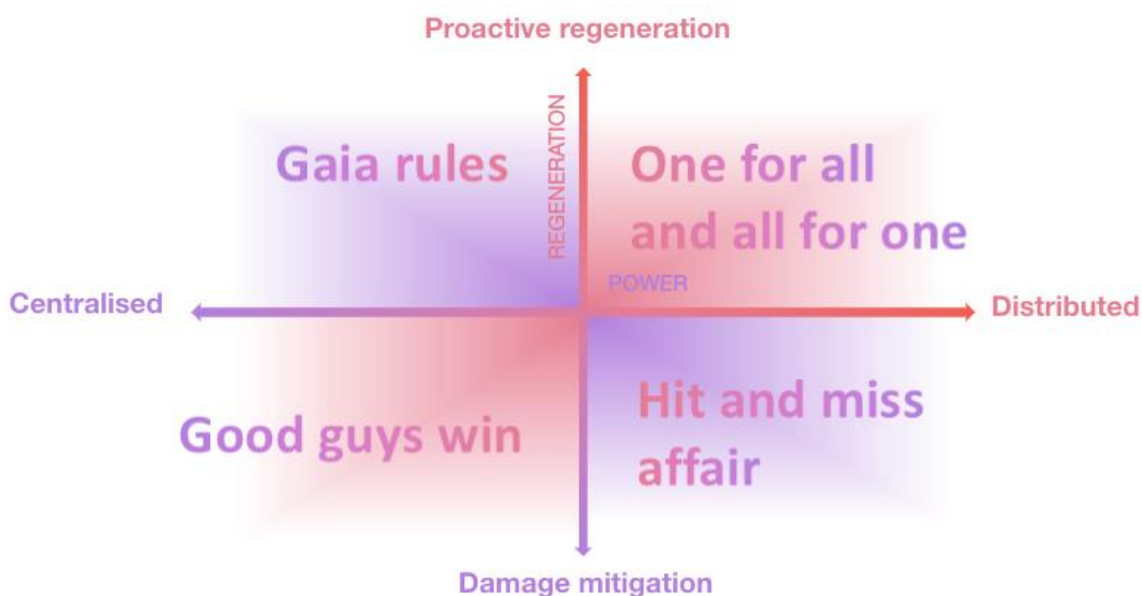 Proactive regeneration
REGENERATION
Gaia rules
One for all
and all for one
POWER
Centralised
Distributed
Good guys win
Hit and miss
affair
Damage mitigation